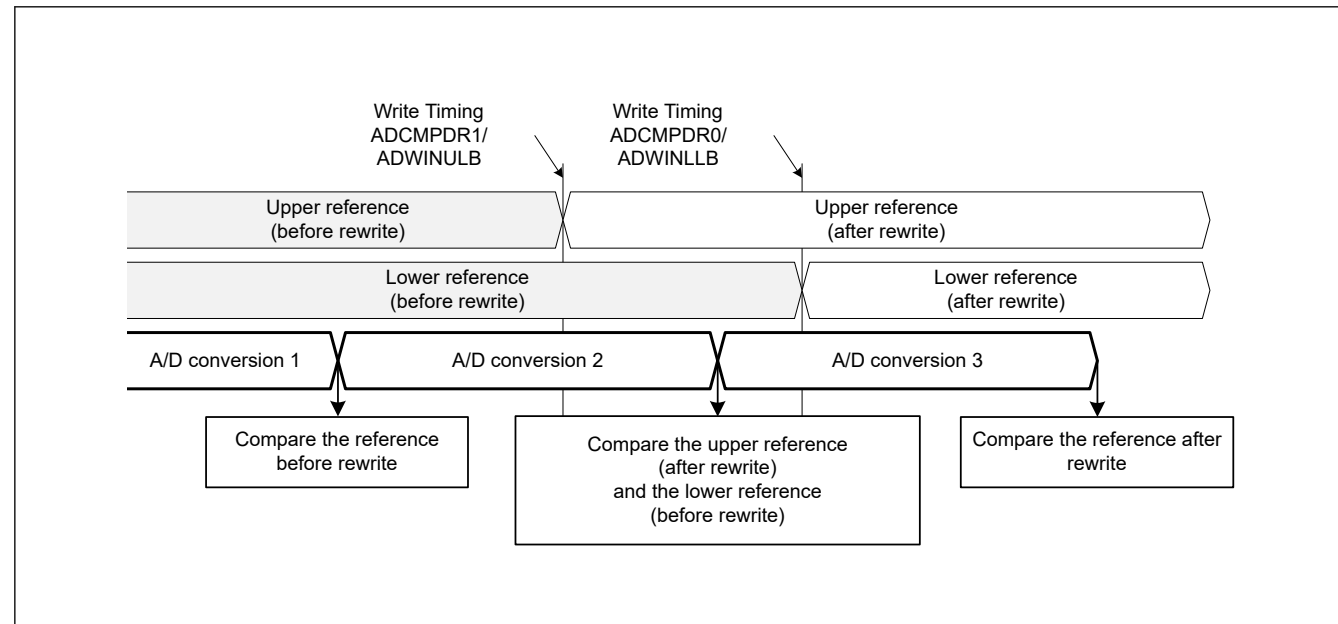 Write Timing
ADCMPDR1/
ADWINULB
Write Timing
ADCMPDR0/
ADWINLLB
Upper reference
(before rewrite)
Upper reference
(after rewrite)
Lower reference
(before rewrite)
Lower reference
(after rewrite)
A/D conversion 1
A/D conversion 2
A/D conversion 3
Compare the reference
before rewrite
Compare the upper reference
(after rewrite)
and the lower reference
(before rewrite)
Compare the reference after
rewrite